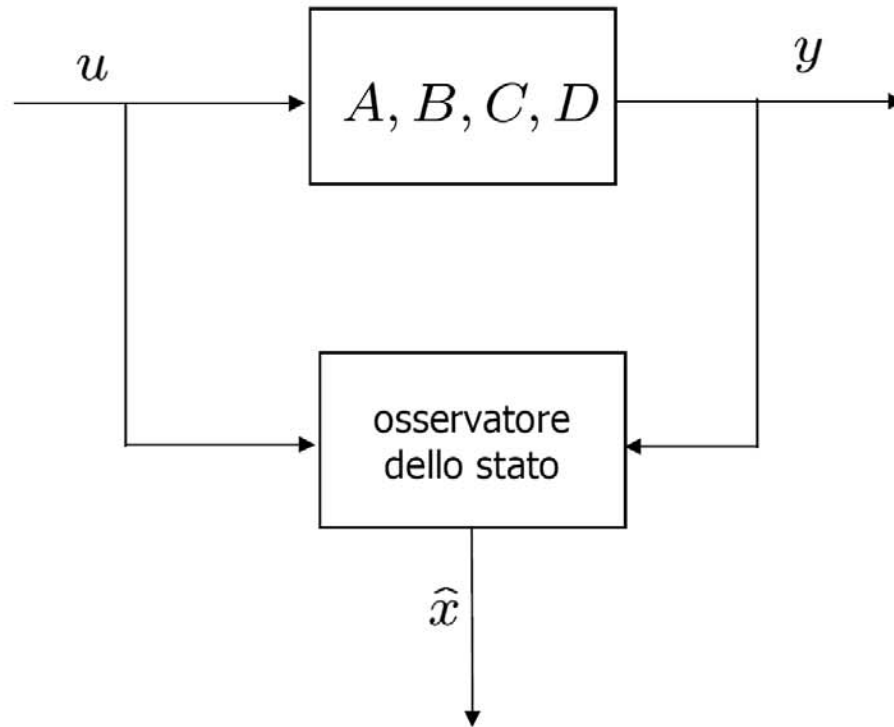 u
A, B, C, D
y
osservatore
dello stato
x̂